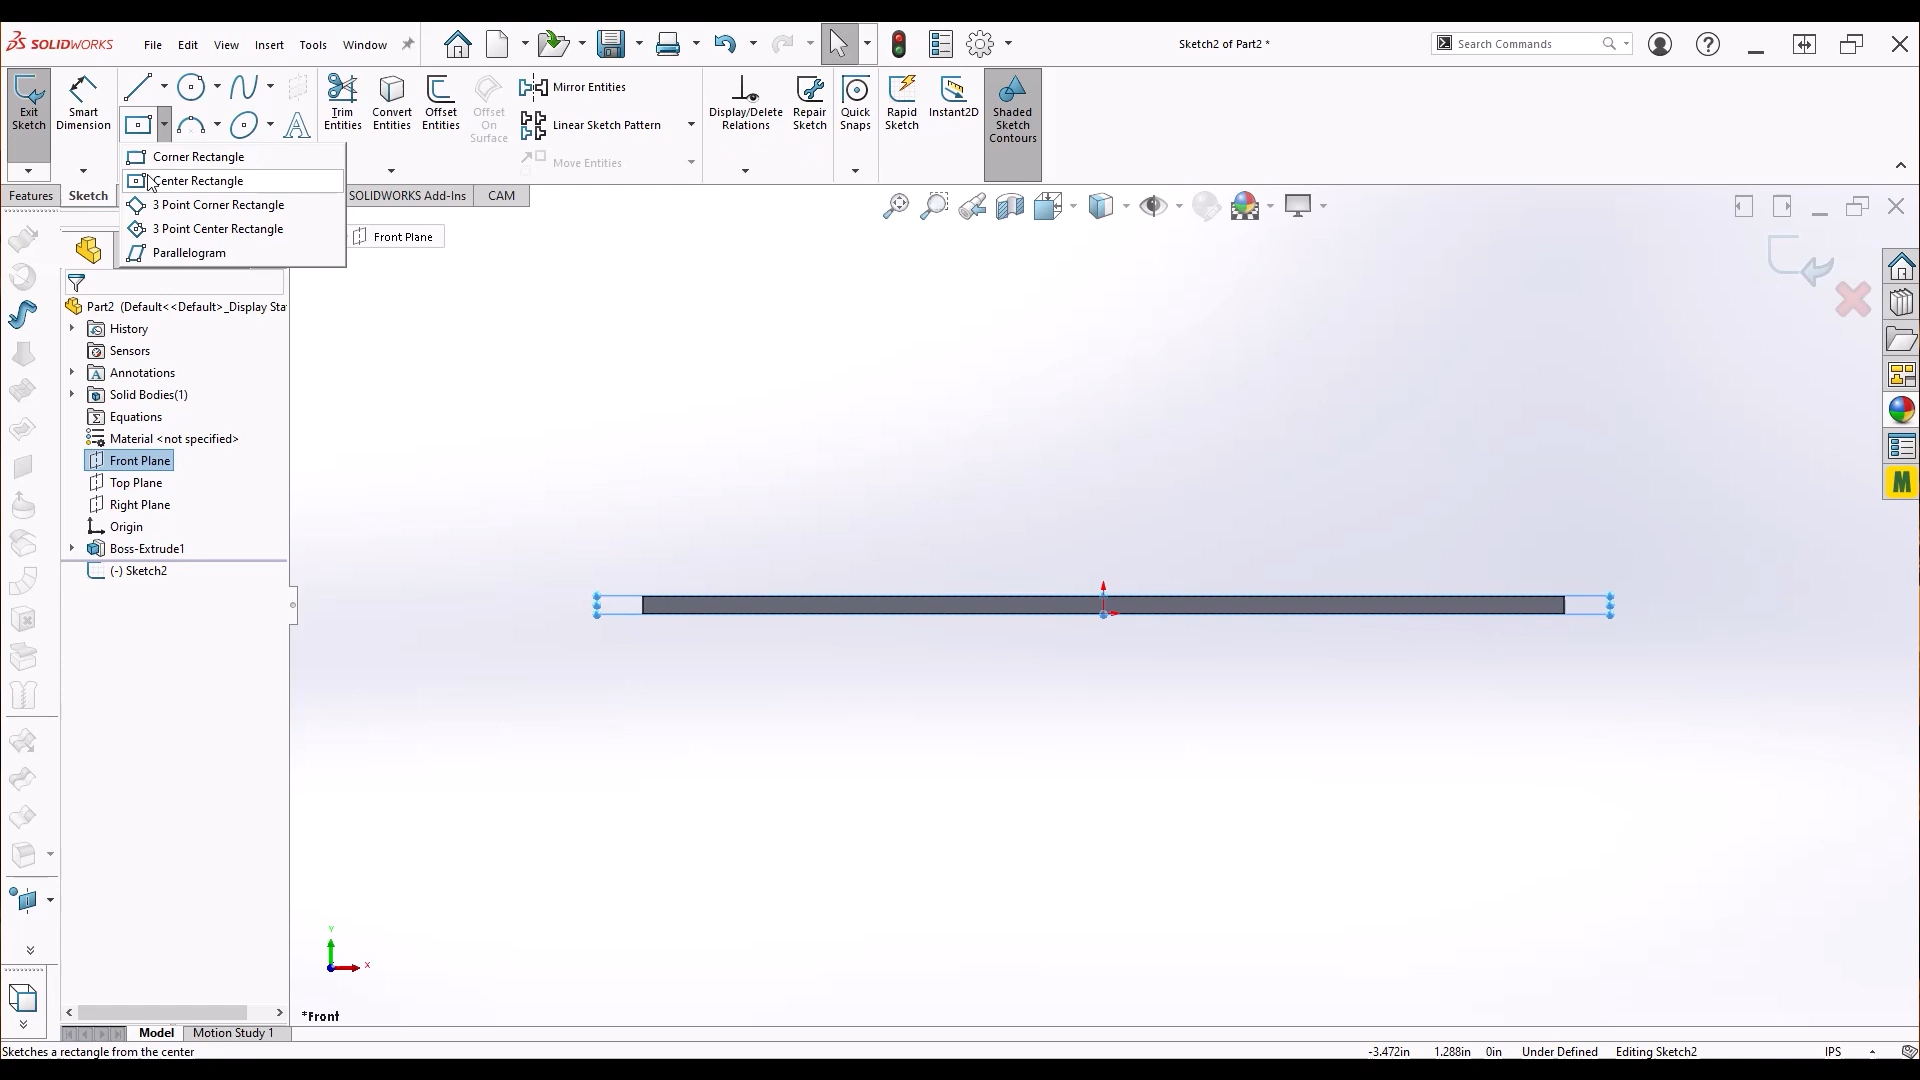 SOLIDWORKS File Edit View Insert Tools Window Sketch2 of Part2 * Search Commands
Exit Sketch
Smart Dimension
Trim Entities
Convert Entities
Offset Entities
Offset On Surface
Mirror Entities
Linear Sketch Pattern
Move Entities
Display/Delete Relations
Repair Sketch
Quick Snaps
Rapid Sketch
Instant2D
Shaded Sketch Contours
Corner Rectangle
Center Rectangle
3 Point Corner Rectangle
3 Point Center Rectangle
Parallelogram
Features Sketch SOLIDWORKS Add-Ins CAM
Front Plane
Part2 (Default<<Default>_Display Sta
History
Sensors
Annotations
Solid Bodies(1)
Equations
Material <not specified>
Front Plane
Top Plane
Right Plane
Origin
Boss-Extrude1
(-) Sketch2
M
Y
X
*Front
Model Motion Study 1
Sketches a rectangle from the center -3.472in 1.288in 0in Under Defined Editing Sketch2 IPS